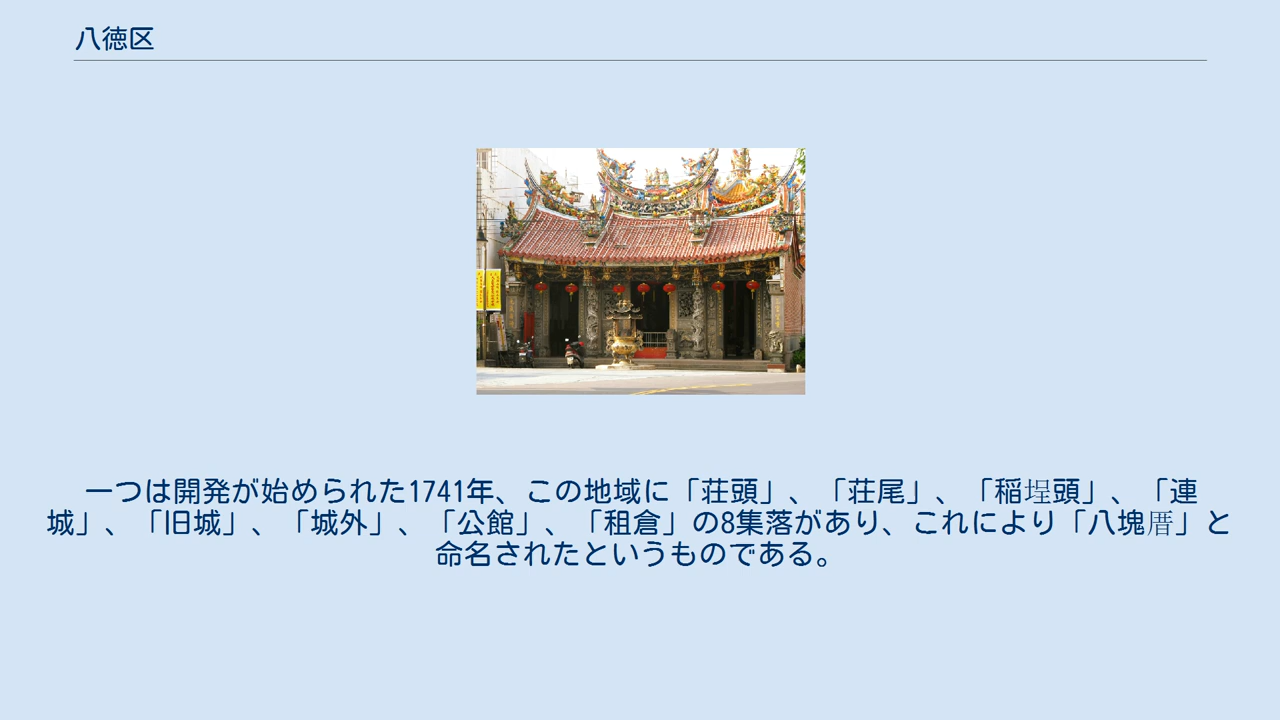 八徳区
一つは開発が始められた1741年、この地域に「荘頭」、「荘尾」、「稲埕頭」、「連
城」、「旧城」、「城外」、「公館」、「租倉」の8集落があり、これにより「八塊厝」と
命名されたというものである。